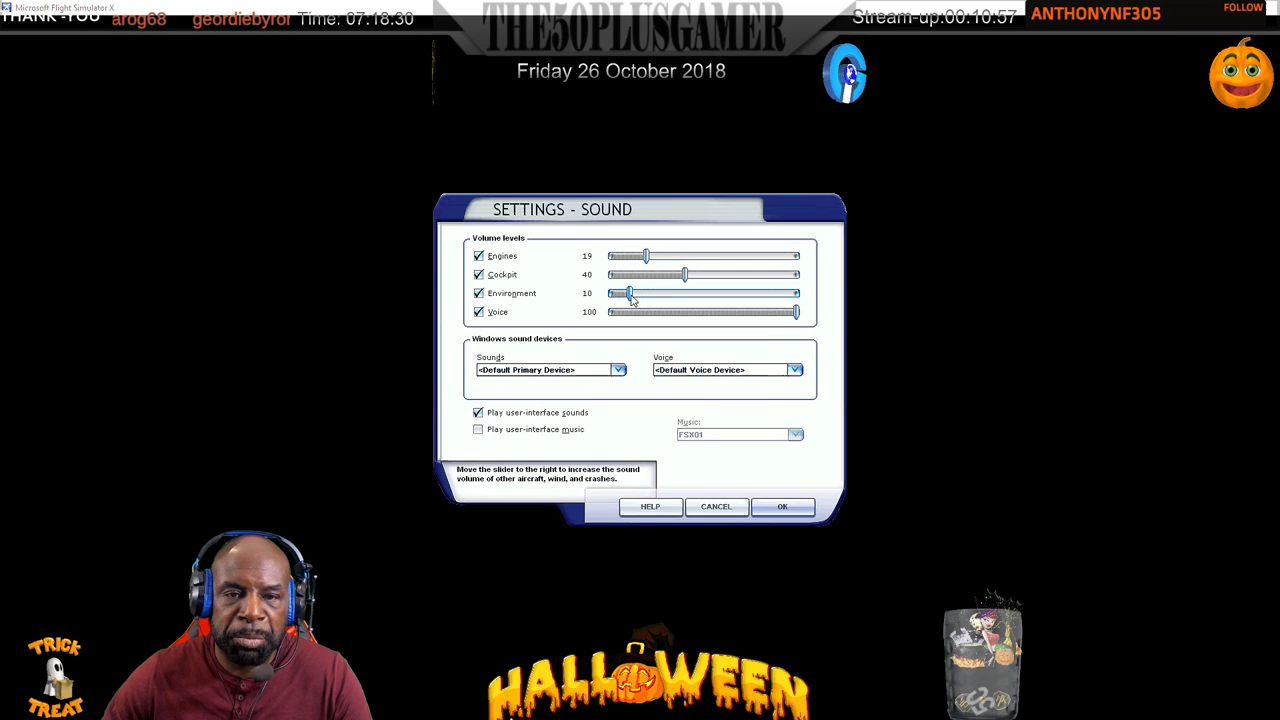 Microsoft Flight Simulator X
THANK -YOU arog68 geordiebyron Time: 07:18:30 THE50PLUSGAMER Stream-up:00:10:57 ANTHONYNF305 FOLLOW
Friday 26 October 2018
SETTINGS - SOUND
Volume levels
Engines 19
Cockpit 40
Environment 10
Voice 100
Windows sound devices
Sounds Voice
<Default Primary Device> <Default Voice Device>
Play user-interface sounds
Play user-interface music
Music:
FSX01
Move the slider to the right to increase the sound
volume of other aircraft, wind, and crashes.
HELP CANCEL OK
TRICK
TREAT
HALLOWEEN